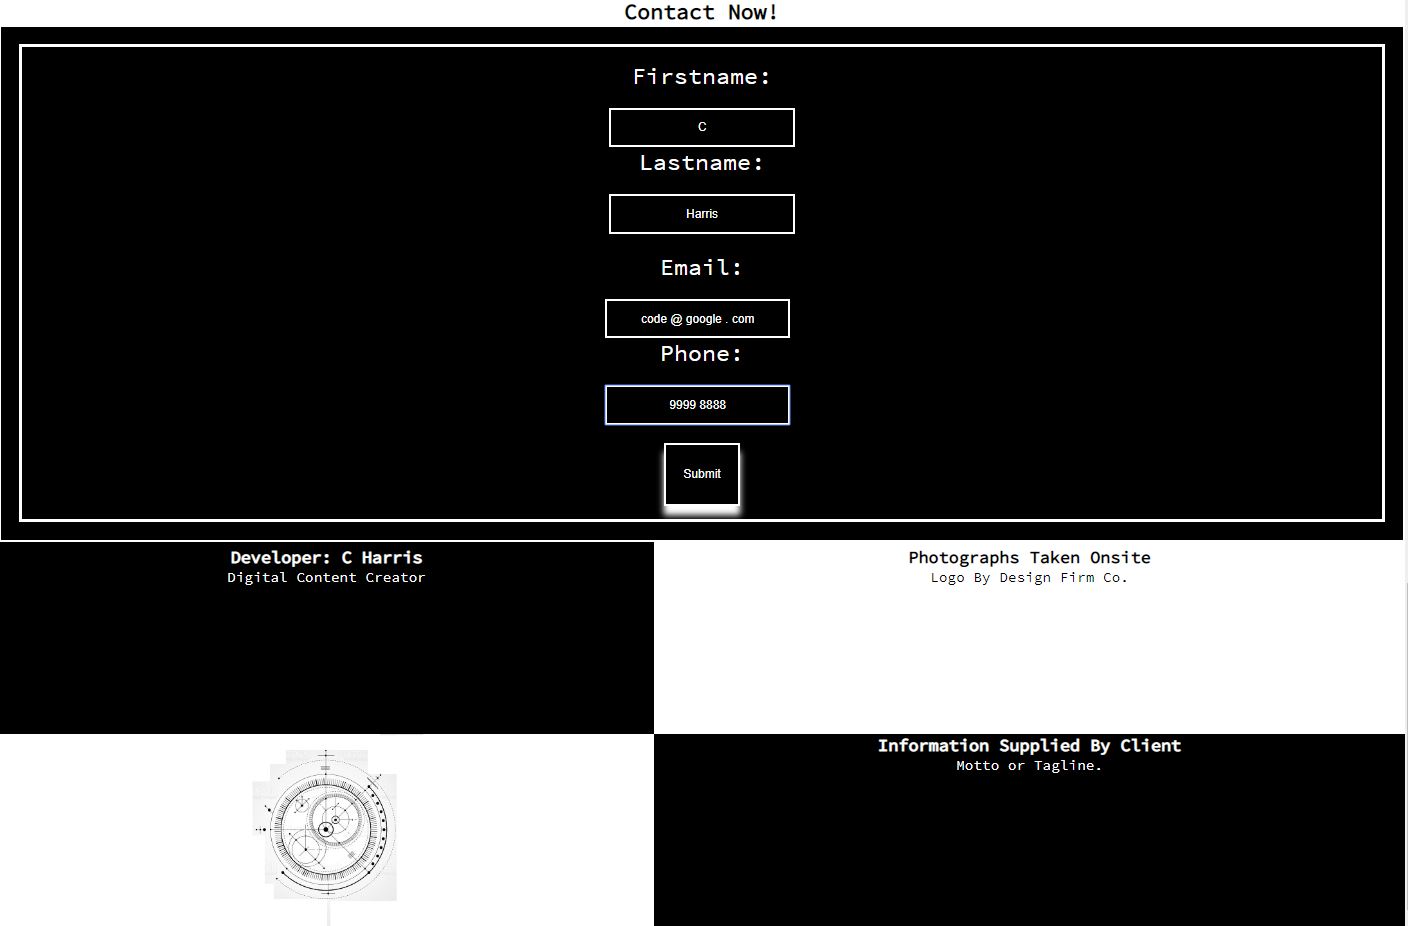 Contact Now!
Firstname:
C
Lastname:
Harris
Email:
code @ google . com
Phone:
9999 8888
Submit
Developer: C Harris
Digital Content Creator
Photographs Taken Onsite
Logo By Design Firm Co.
Information Supplied By Client
Motto or Tagline.